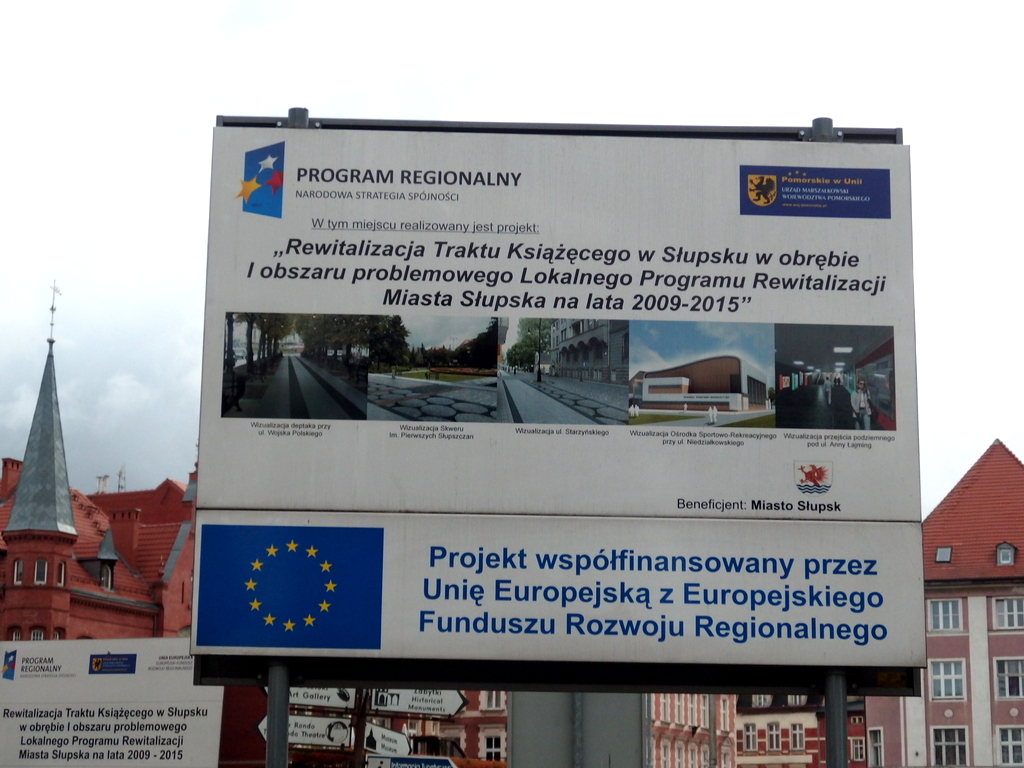 PROGRAM REGIONALNY
NARODOWA STRATEGIA SPÓJNOŚCI
Pomorskie w Unii
URZĄD MARSZAŁKOWSKI
WOJEWÓDZTWA POMORSKIEGO
W tym miejscu realizowany jest projekt:
„Rewitalizacja Traktu Książęcego w Słupsku w obrębie
I obszaru problemowego Lokalnego Programu Rewitalizacji
Miasta Słupska na lata 2009-2015”
Wizualizacja deptaka przy
ul. Wojska Polskiego
Wizualizacja Skweru
Im. Pierwszych Słupszczan
Wizualizacja ul. Starzyńskiego
Wizualizacja Ośrodka Sportowo-Rekreacyjnego
przy ul. Niedziałkowskiego
Wizualizacja przejścia podziemnego
pod ul. Anny Łajming
Beneficjent: Miasto Słupsk
Projekt współfinansowany przez
Unię Europejską z Europejskiego
Funduszu Rozwoju Regionalnego
PROGRAM
REGIONALNY
NARODOWA STRATEGIA SPÓJNOŚCI
Rewitalizacja Traktu Książęcego w Słupsku
w obrębie I obszaru problemowego
Lokalnego Programu Rewitalizacji
Miasta Słupska na lata 2009 - 2015
Art Gallery
Rondo
Theatre
Zabytki
Historical
Monuments
Muzeum
Museum